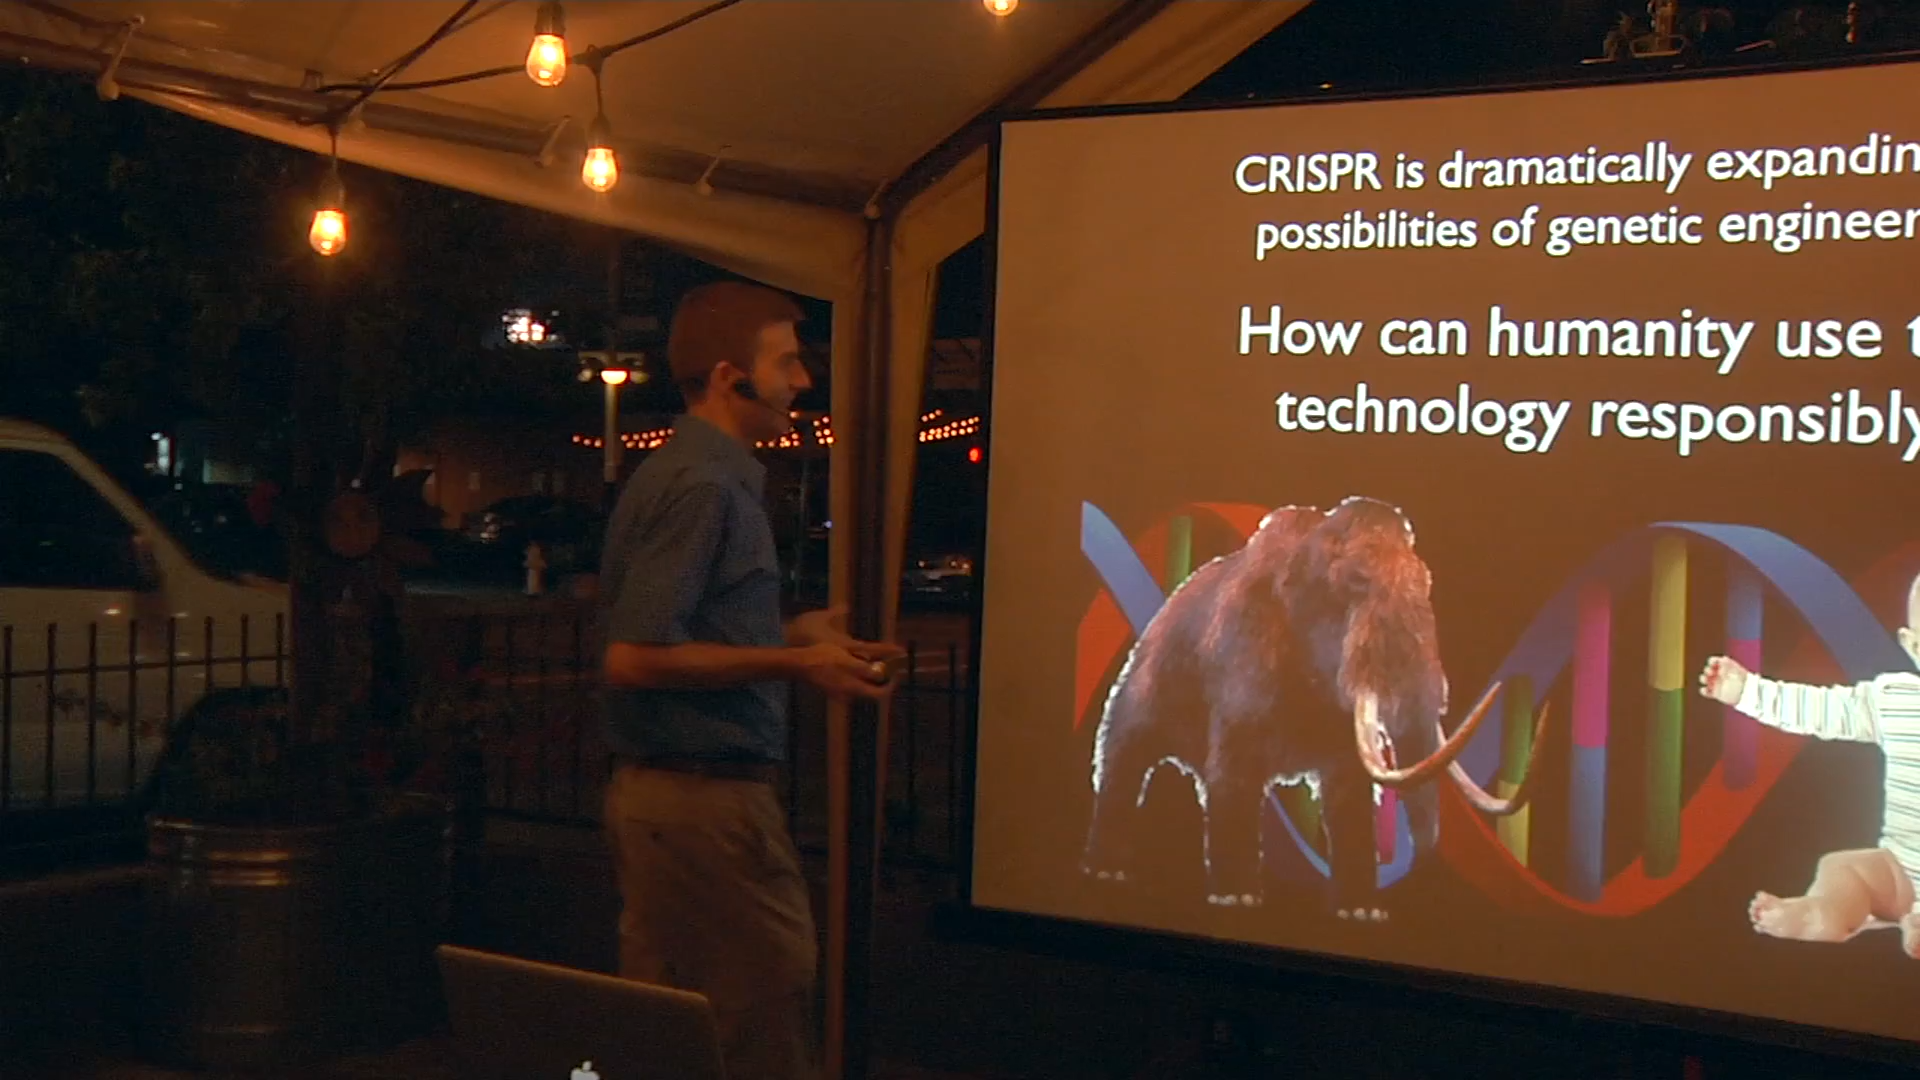 CRISPR is dramatically expandin
possibilities of genetic engineer
How can humanity use t
technology responsibly